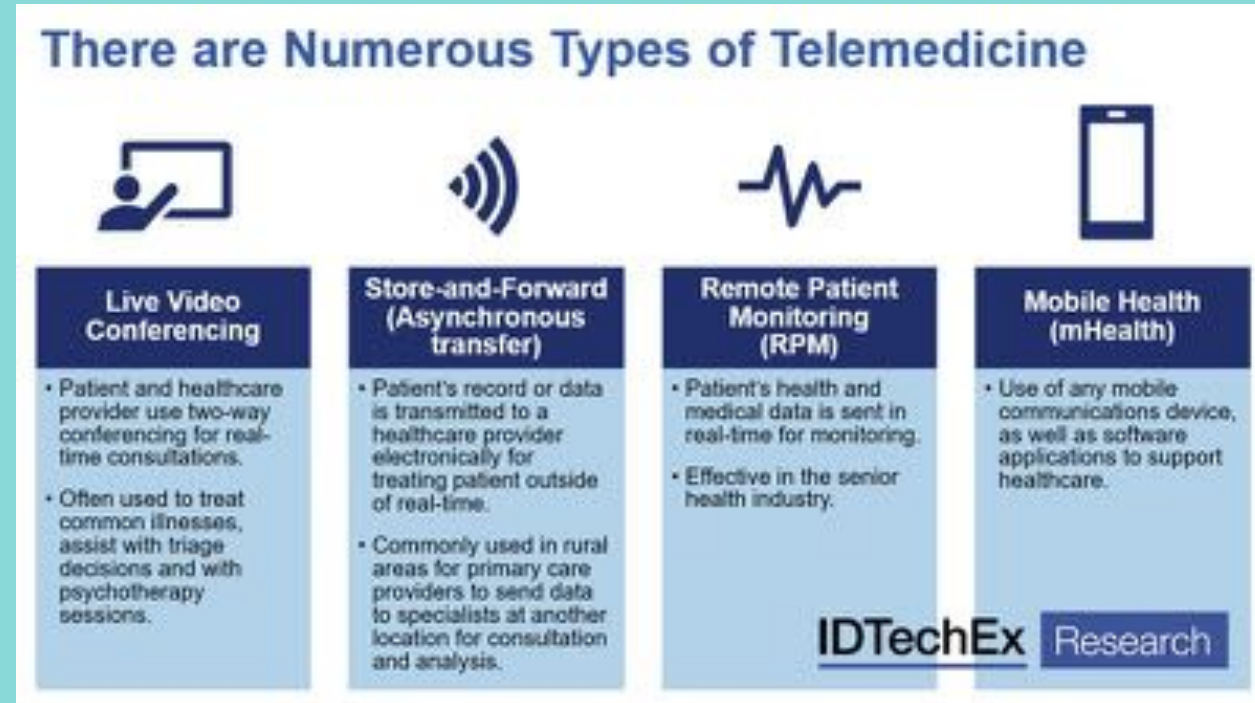 There are Numerous Types of Telemedicine
Live Video
Conferencing
• Patient and healthcare
provider use two-way
conferencing for real-
time consultations.
• Often used to treat
common illnesses,
assist with triage
decisions and with
psychotherapy
sessions.
Store-and-Forward
(Asynchronous
transfer)
• Patient's record or data
is transmitted to a
healthcare provider
electronically for
treating patient outside
of real-time.
• Commonly used in rural
areas for primary care
providers to send data
to specialists at another
location for consultation
and analysis.
Remote Patient
Monitoring
(RPM)
• Patient's health and
medical data is sent in
real-time for monitoring.
• Effective in the senior
health industry.
Mobile Health
(mHealth)
• Use of any mobile
communications device,
as well as software
applications to support
healthcare.
IDTechEx Research